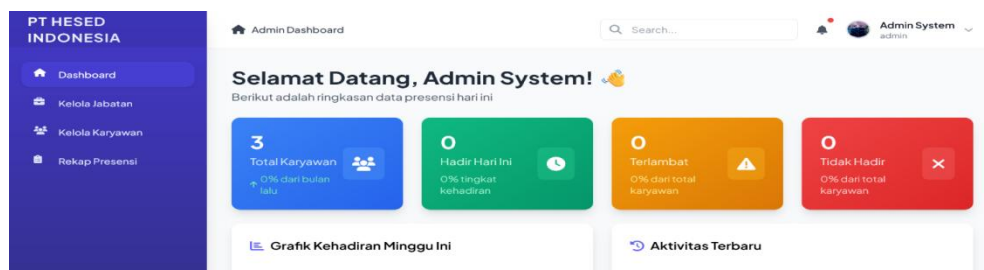 PT HESED
INDONESIA
Dashboard
Kelola Jabatan
Kelola Karyawan
Rekap Presensi
Admin Dashboard
Search...
Admin System
admin
Selamat Datang, Admin System! 👋
Berikut adalah ringkasan data presensi hari ini
3
Total Karyawan
↑ 0% dari bulan
lalu
0
Hadir Hari Ini
0% tingkat
kehadiran
0
Terlambat
0% dari total
karyawan
0
Tidak Hadir
0% dari total
karyawan
Grafik Kehadiran Minggu Ini
Aktivitas Terbaru